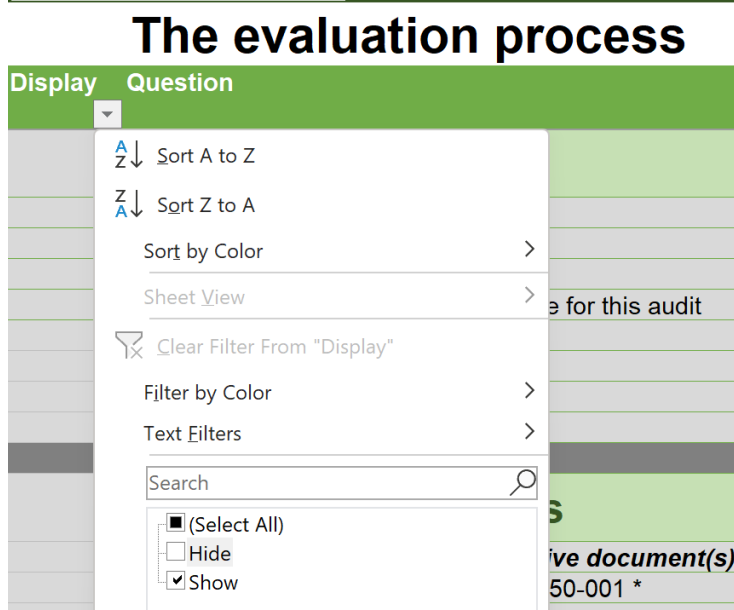 The evaluation process
Display Question
Sort A to Z
Sort Z to A
Sort by Color
Sheet View
e for this audit
Clear Filter From "Display"
Filter by Color
Text Filters
Search
s
(Select All)
Hide
ive document(s)
Show
50-001 *